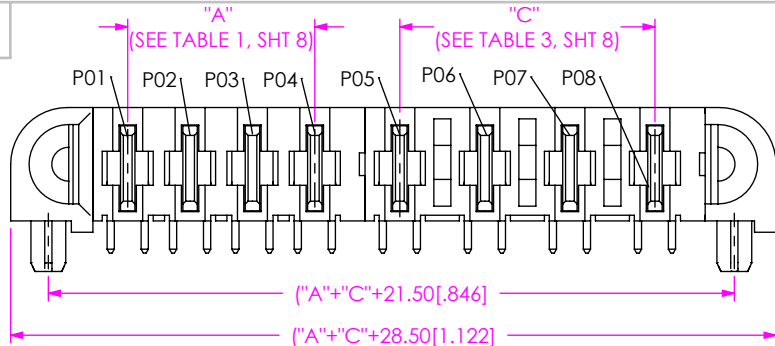 "A"
(SEE TABLE 1, SHT 8)
"C"
(SEE TABLE 3, SHT 8)
P01 P02 P03 P04 P05 P06 P07 P08
("A"+"C"+21.50[.846]
("A"+"C"+28.50[1.122]